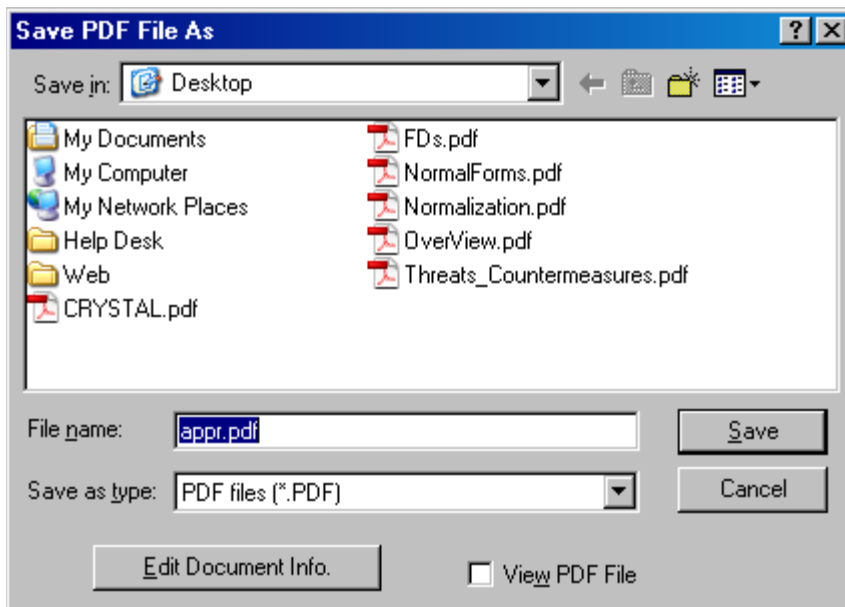 Save PDF File As
Save in: Desktop
My Documents
My Computer
My Network Places
Help Desk
Web
CRYSTAL.pdf
FDs.pdf
NormalForms.pdf
Normalization.pdf
OverView.pdf
Threats_Countermeasures.pdf
File name: appr.pdf
Save
Save as type: PDF files (*.PDF)
Cancel
Edit Document Info.
View PDF File